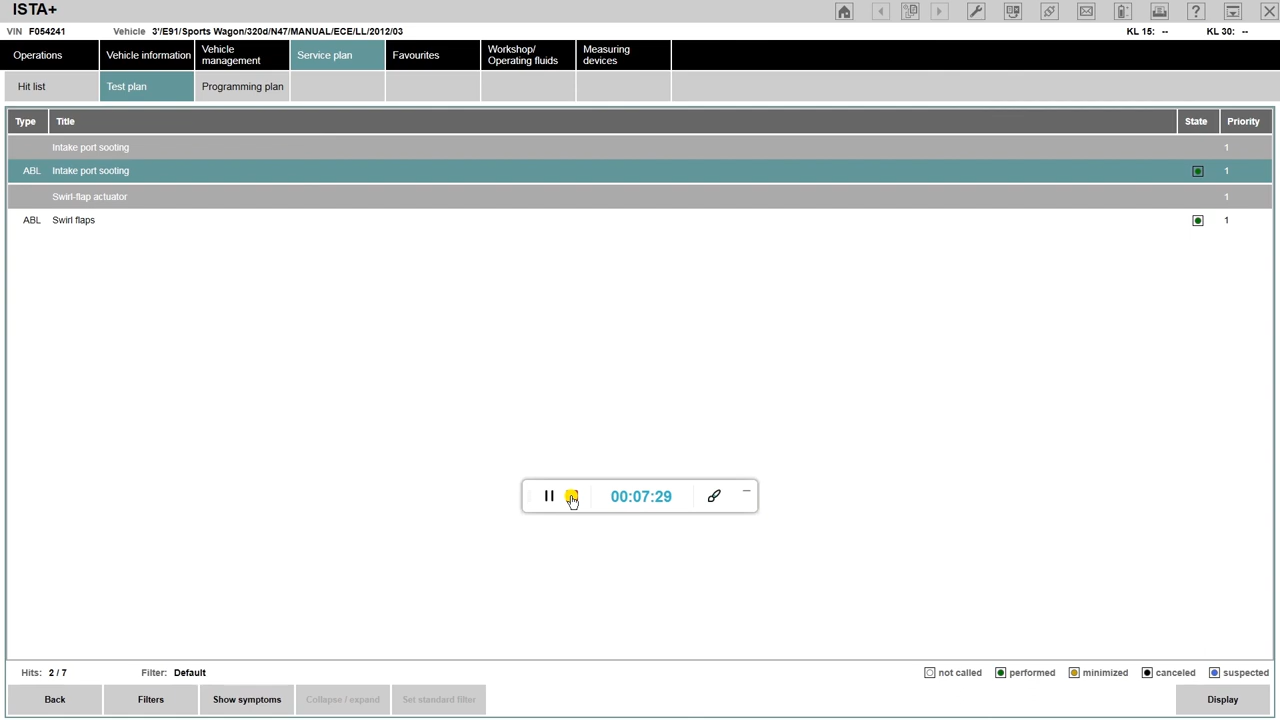 ISTA+
VIN F054241 Vehicle 3'/E91/Sports Wagon/320d/N47/MANUAL/ECE/LL/2012/03 KL 15: -- KL 30: --
Operations Vehicle information Vehicle management Service plan Favourites Workshop/ Operating fluids Measuring devices
Hit list Test plan Programming plan
Type Title State Priority
Intake port sooting 1
ABL Intake port sooting 1
Swirl-flap actuator 1
ABL Swirl flaps 1
00:07:29
Hits: 2 / 7 Filter: Default not called performed minimized canceled suspected
Back Filters Show symptoms Collapse / expand Set standard filter Display